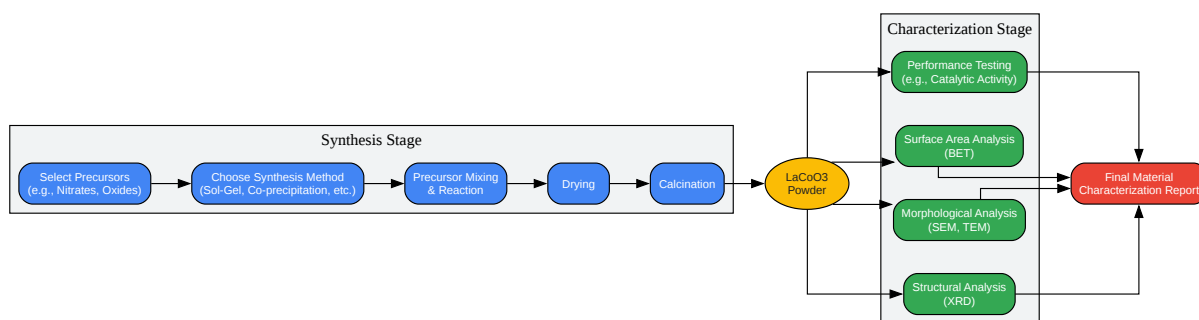 Synthesis Stage
Select Precursors
(e.g., Nitrates, Oxides)
Choose Synthesis Method
(Sol-Gel, Co-precipitation, etc.)
Precursor Mixing
& Reaction
Drying
Calcination
LaCoO3
Powder
Characterization Stage
Performance Testing
(e.g., Catalytic Activity)
Surface Area Analysis
(BET)
Morphological Analysis
(SEM, TEM)
Structural Analysis
(XRD)
Final Material
Characterization Report